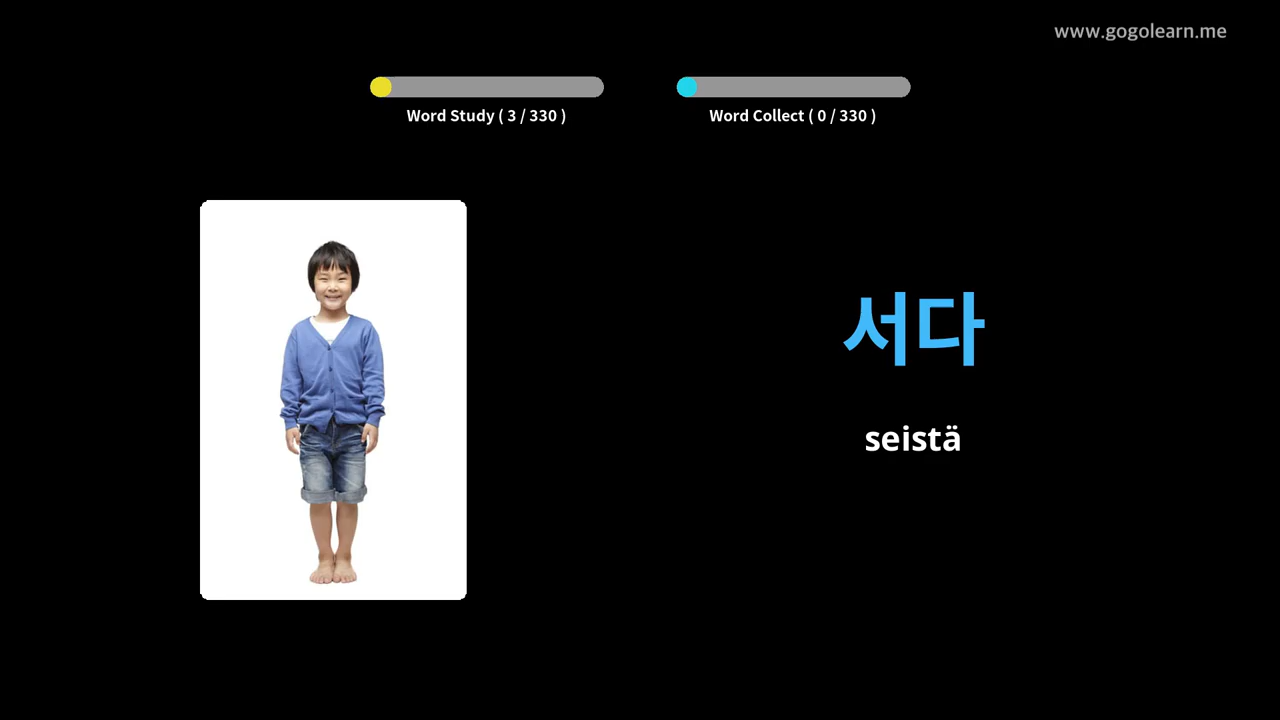 www.gogolearn.me
Word Study ( 3 / 330 )
Word Collect ( 0 / 330 )
서다
seistä